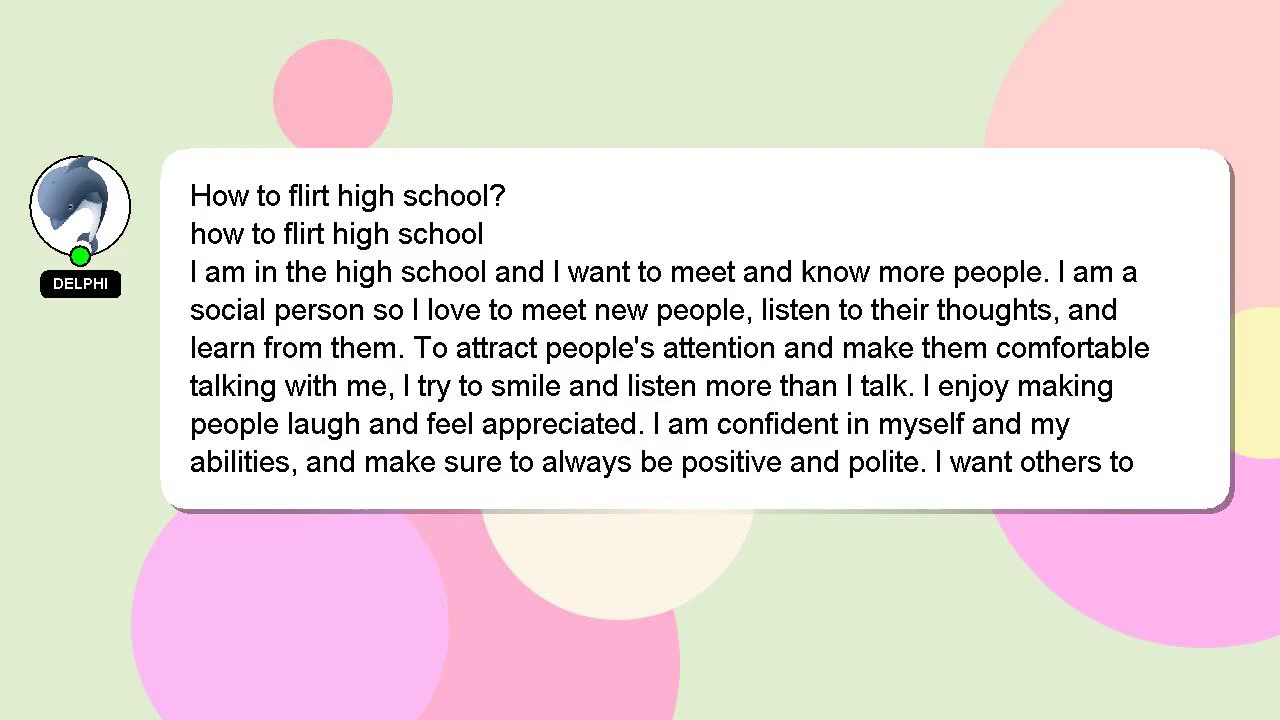 How to flirt high school?
how to flirt high school
I am in the high school and I want to meet and know more people. I am a
social person so I love to meet new people, listen to their thoughts, and
learn from them. To attract people's attention and make them comfortable
talking with me, I try to smile and listen more than I talk. I enjoy making
people laugh and feel appreciated. I am confident in myself and my
abilities, and make sure to always be positive and polite. I want others to
DELPHI